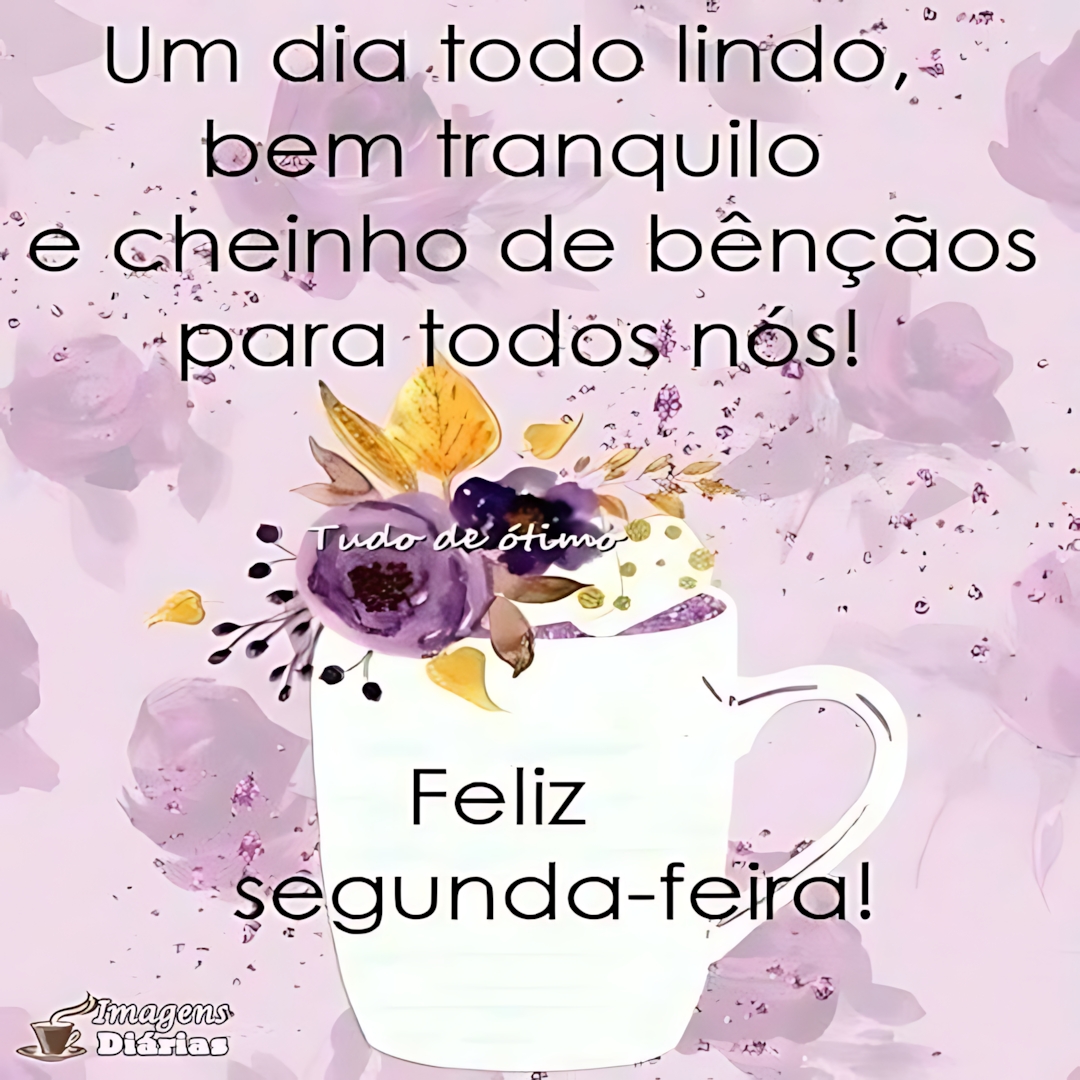 Um dia todo lindo,
bem tranquilo
e cheinho de bênçãos
para todos nós!
Tudo de ótimo
Feliz
segunda-feira!
Imagens
Diárias